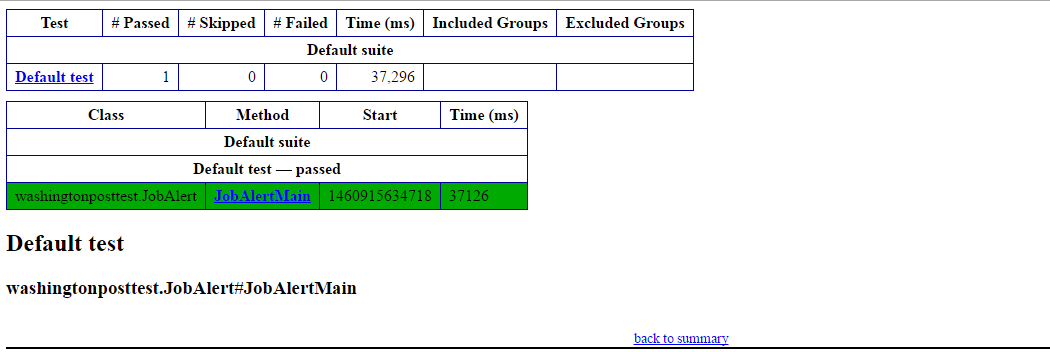 Test # Passed # Skipped # Failed Time (ms) Included Groups Excluded Groups
Default suite
Default test 1 0 0 37,296
Class Method Start Time (ms)
Default suite
Default test — passed
washingtonposttest.JobAlert JobAlertMain 1460915634718 37126
Default test
washingtonposttest.JobAlert#JobAlertMain
back to summary